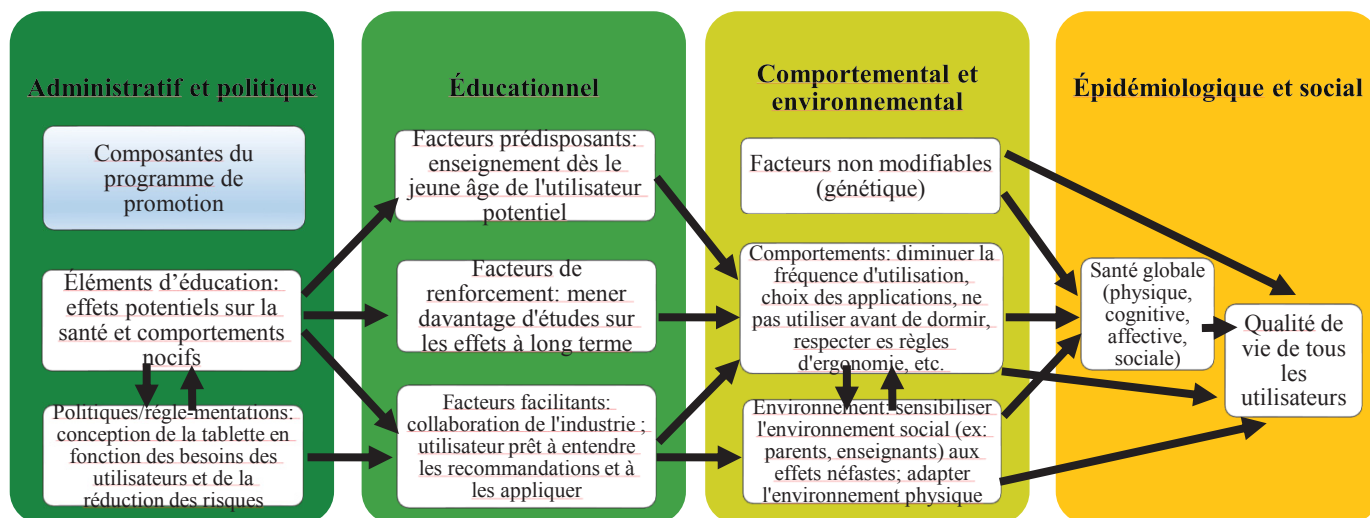 Administratif et politique
Composantes du
programme de
promotion
Éléments d’éducation:
effets potentiels sur la
santé et comportements
nocifs
Politiques/régle-mentations:
conception de la tablette en
fonction des besoins des
utilisateurs et de la
réduction des risques
Éducationnel
Facteurs prédisposants:
enseignement dès le
jeune âge de l'utilisateur
potentiel
Facteurs de
renforcement: mener
davantage d'études sur
les effets à long terme
Facteurs facilitants:
collaboration de l'industrie ;
utilisateur prêt à entendre
les recommandations et à
les appliquer
Comportemental et
environnemental
Facteurs non modifiables
(génétique)
Comportements: diminuer la
fréquence d'utilisation,
choix des applications, ne
pas utiliser avant de dormir,
respecter es règles
d'ergonomie, etc.
Environnement: sensibiliser
l'environnement social (ex:
parents, enseignants) aux
effets néfastes; adapter
l'environnement physique
Épidémiologique et social
Santé globale
(physique,
cognitive,
affective,
sociale)
Qualité de
vie de tous
les
utilisateurs